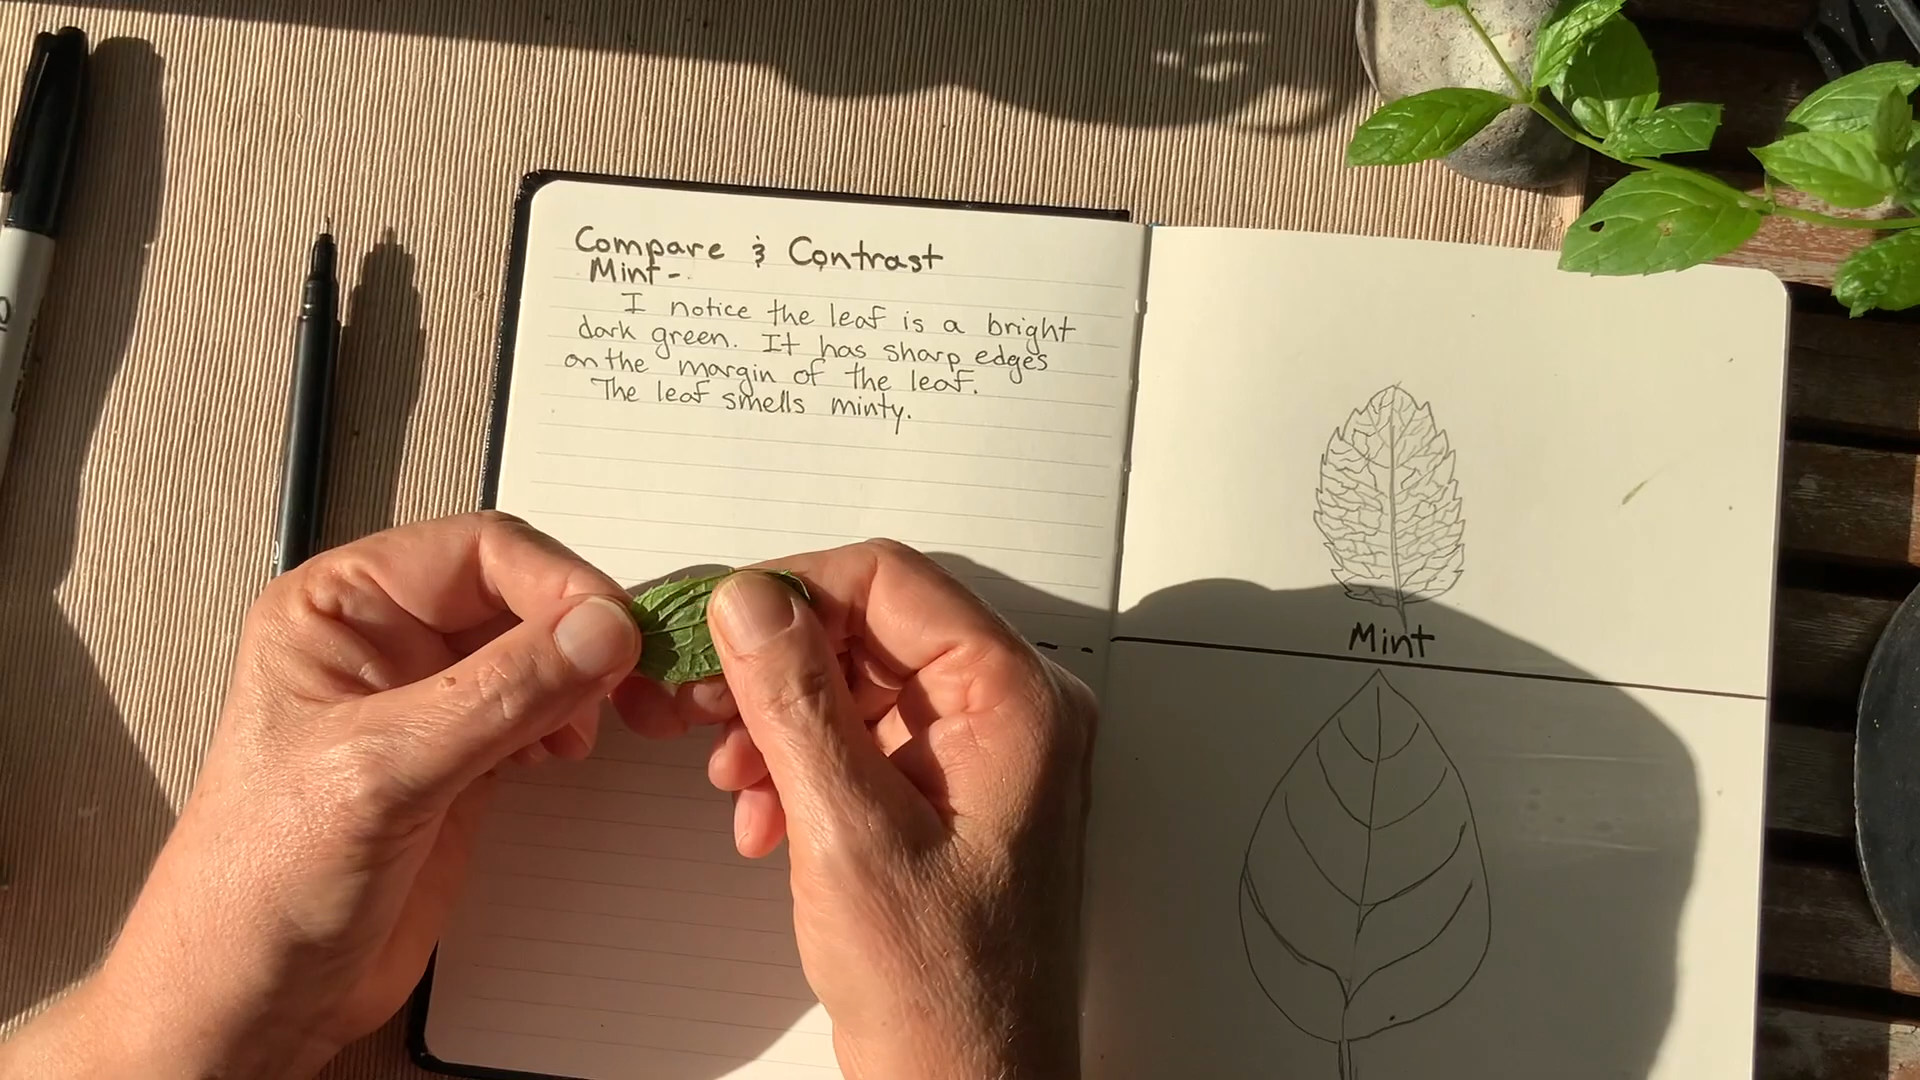 Compare & Contrast
Mint -
I notice the leaf is a bright
dark green. It has sharp edges
on the margin of the leaf.
The leaf smells minty.
Mint